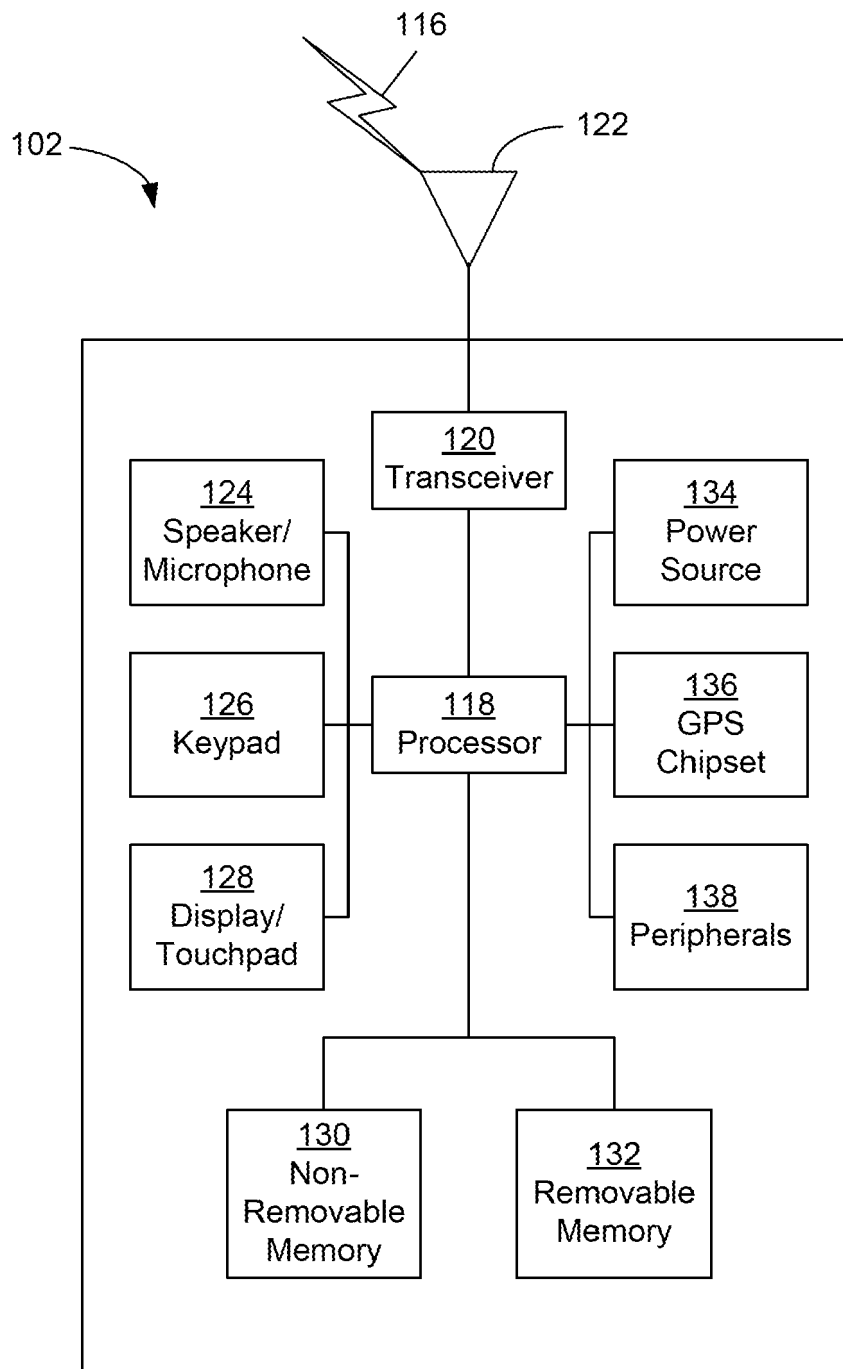 116
122
102
120
Transceiver
124
Speaker/
Microphone
134
Power
Source
126
Keypad
118
Processor
136
GPS
Chipset
128
Display/
Touchpad
138
Peripherals
130
Non-
Removable
Memory
132
Removable
Memory